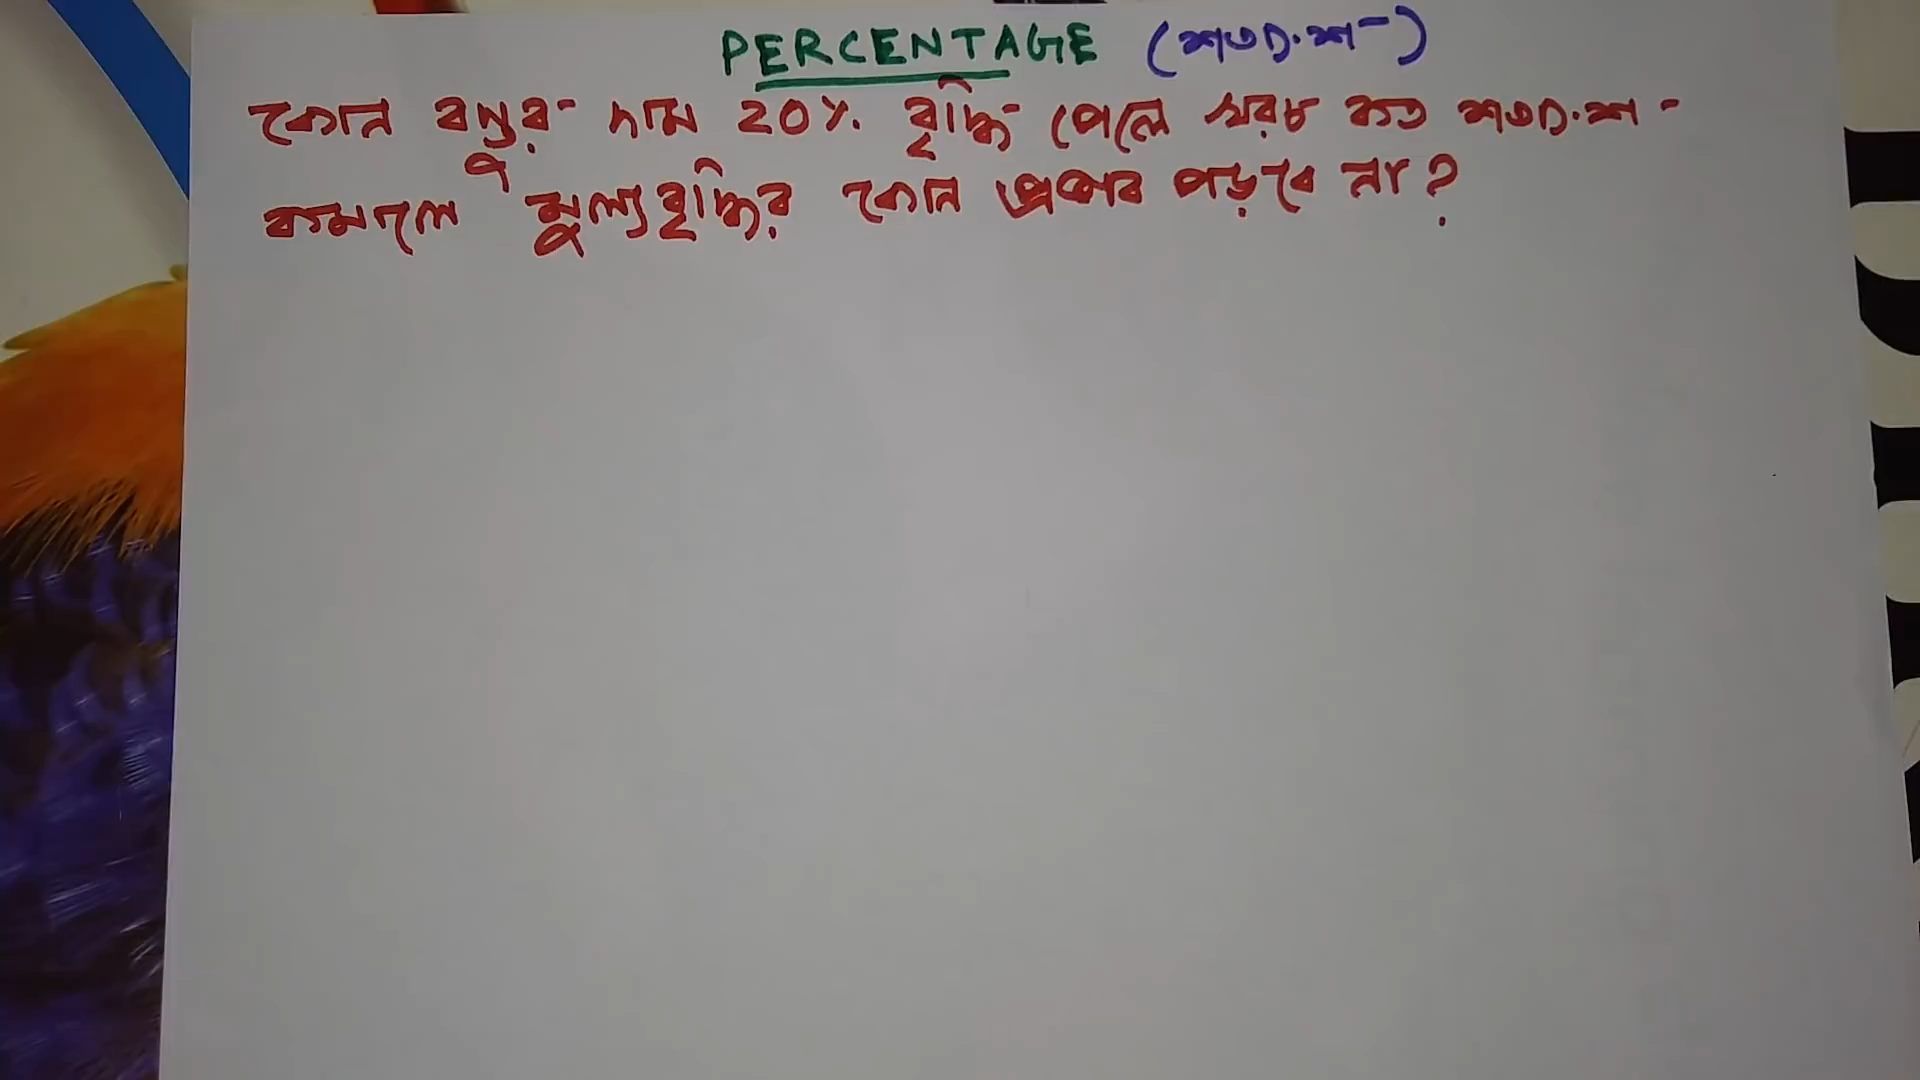 PERCENTAGE (শতাংশ)
কোন বস্তুর দাম 20% বৃদ্ধি পেলে খরচ কত শতাংশ
কমালে মুল্যবৃদ্ধির কোন প্রভাব পড়বে না?